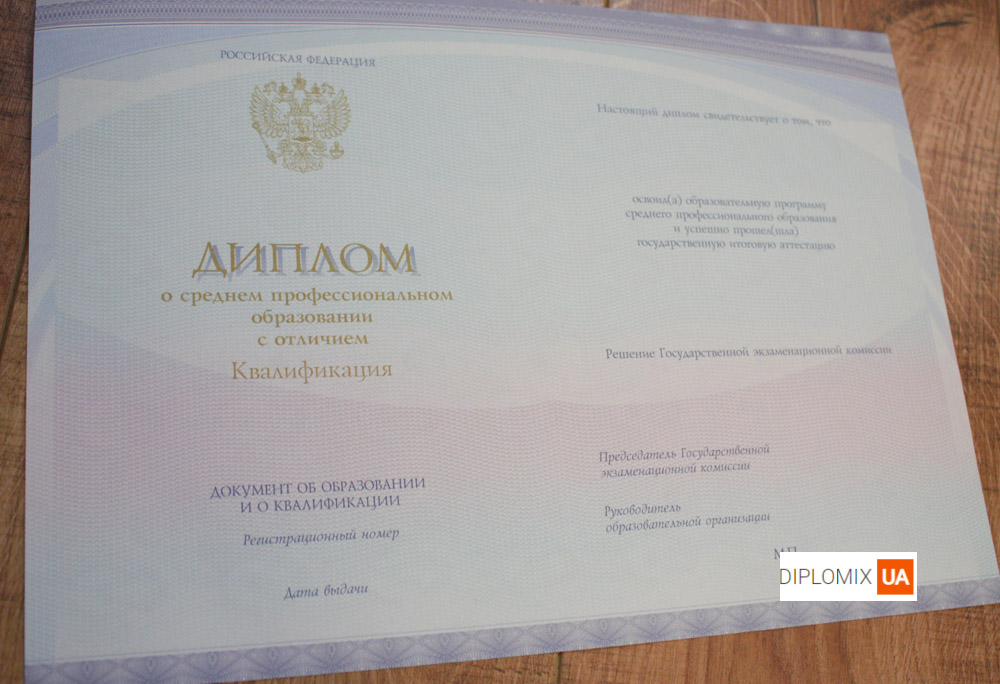 РОССИЙСКАЯ ФЕДЕРАЦИЯ
ДИПЛОМ
о среднем профессиональном
образовании
с отличием
Квалификация
ДОКУМЕНТ ОБ ОБРАЗОВАНИИ
И О КВАЛИФИКАЦИИ
Регистрационный номер
Дата выдачи
Настоящий диплом свидетельствует о том, что
освоил(а) образовательную программу
среднего профессионального образования
и успешно прошел(шла)
государственную итоговую аттестацию
Решение Государственной экзаменационной комиссии
Председатель Государственной
экзаменационной комиссии
Руководитель
образовательной организации
М.П.
DIPLOMIX UA